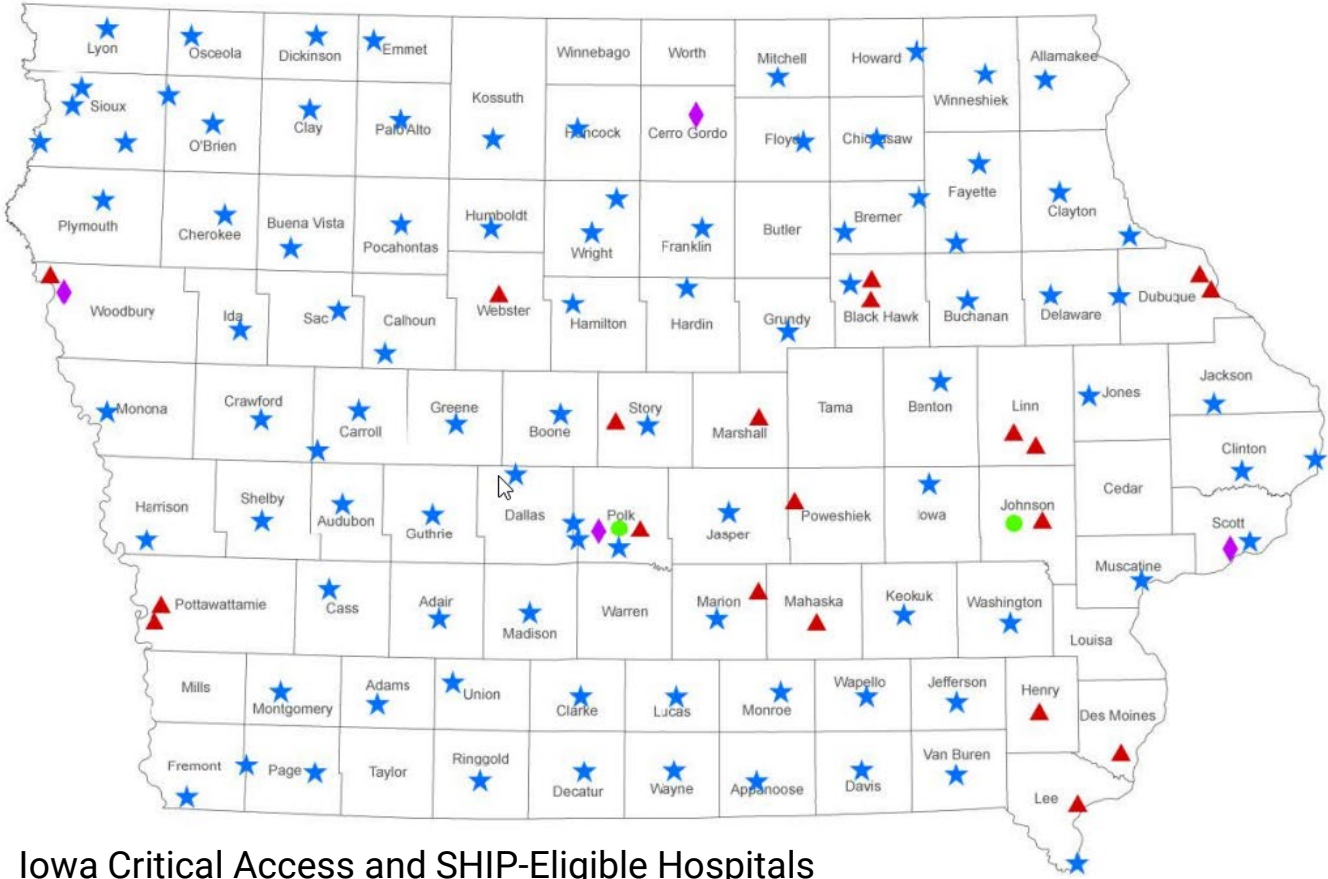 Lyon
Osceola
Dickinson
Emmet
Winnebago
Worth
Mitchell
Howard
Allamakee
Kossuth
Winneshiek
Sioux
O'Brien
Clay
Palo Alto
Hancock
Cerro Gordo
Floyd
Chickasaw
Fayette
Clayton
Plymouth
Cherokee
Buena Vista
Pocahontas
Humboldt
Wright
Franklin
Butler
Bremer
Woodbury
Ida
Sac
Calhoun
Webster
Hamilton
Hardin
Grundy
Black Hawk
Buchanan
Delaware
Dubuque
Monona
Crawford
Carroll
Greene
Boone
Story
Marshall
Tama
Benton
Linn
Jones
Jackson
Clinton
Harrison
Shelby
Audubon
Guthrie
Dallas
Polk
Jasper
Poweshiek
Iowa
Johnson
Cedar
Scott
Muscatine
Pottawattamie
Cass
Adair
Madison
Warren
Marion
Mahaska
Keokuk
Washington
Louisa
Mills
Montgomery
Adams
Union
Clarke
Lucas
Monroe
Wapello
Jefferson
Henry
Des Moines
Fremont
Page
Taylor
Ringgold
Decatur
Wayne
Appanoose
Davis
Van Buren
Lee
Iowa Critical Access and SHIP-Eligible Hospitals